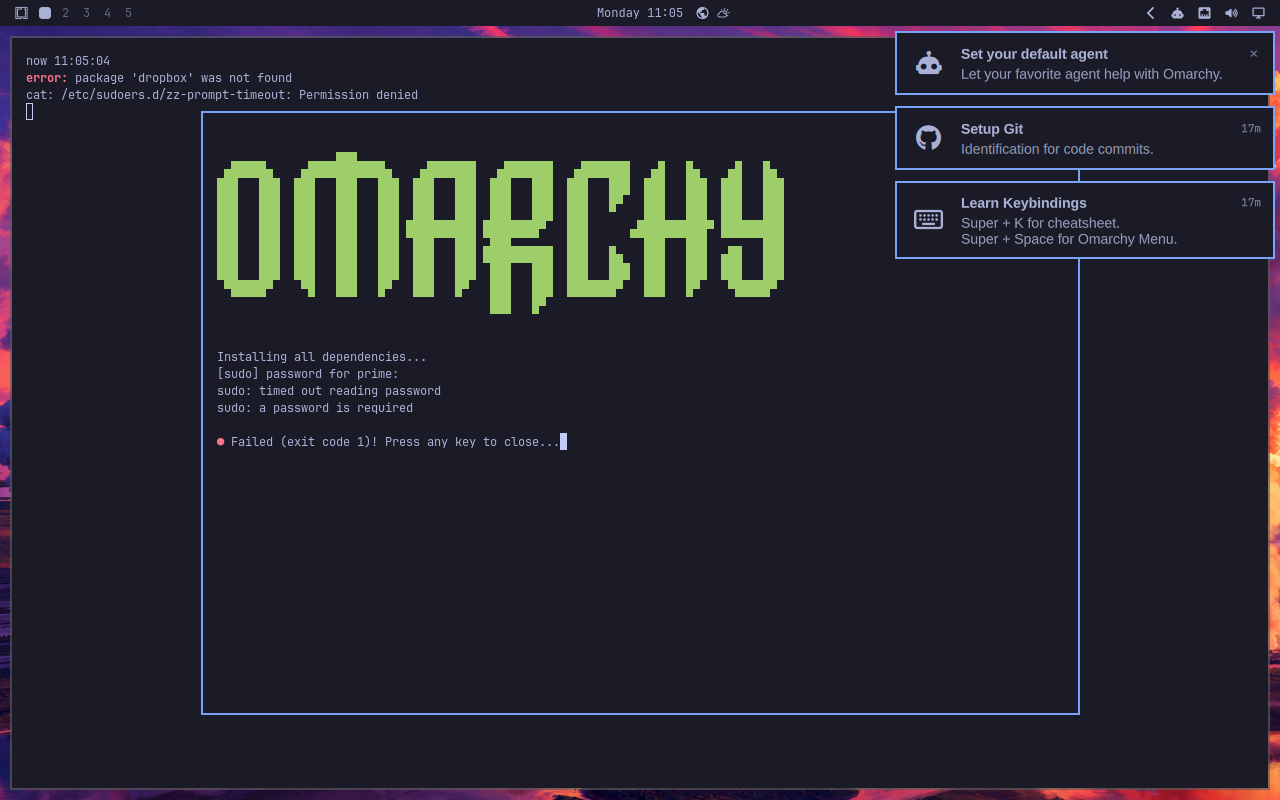 2 3 4 5
Monday 11:05
now 11:05:04
error: package 'dropbox' was not found
cat: /etc/sudoers.d/zz-prompt-timeout: Permission denied
Set your default agent ×
Let your favorite agent help with Omarchy.
Setup Git 17m
Identification for code commits.
Learn Keybindings 17m
Super + K for cheatsheet.
Super + Space for Omarchy Menu.
OMARCHY
Installing all dependencies...
[sudo] password for prime:
sudo: timed out reading password
sudo: a password is required
● Failed (exit code 1)! Press any key to close...